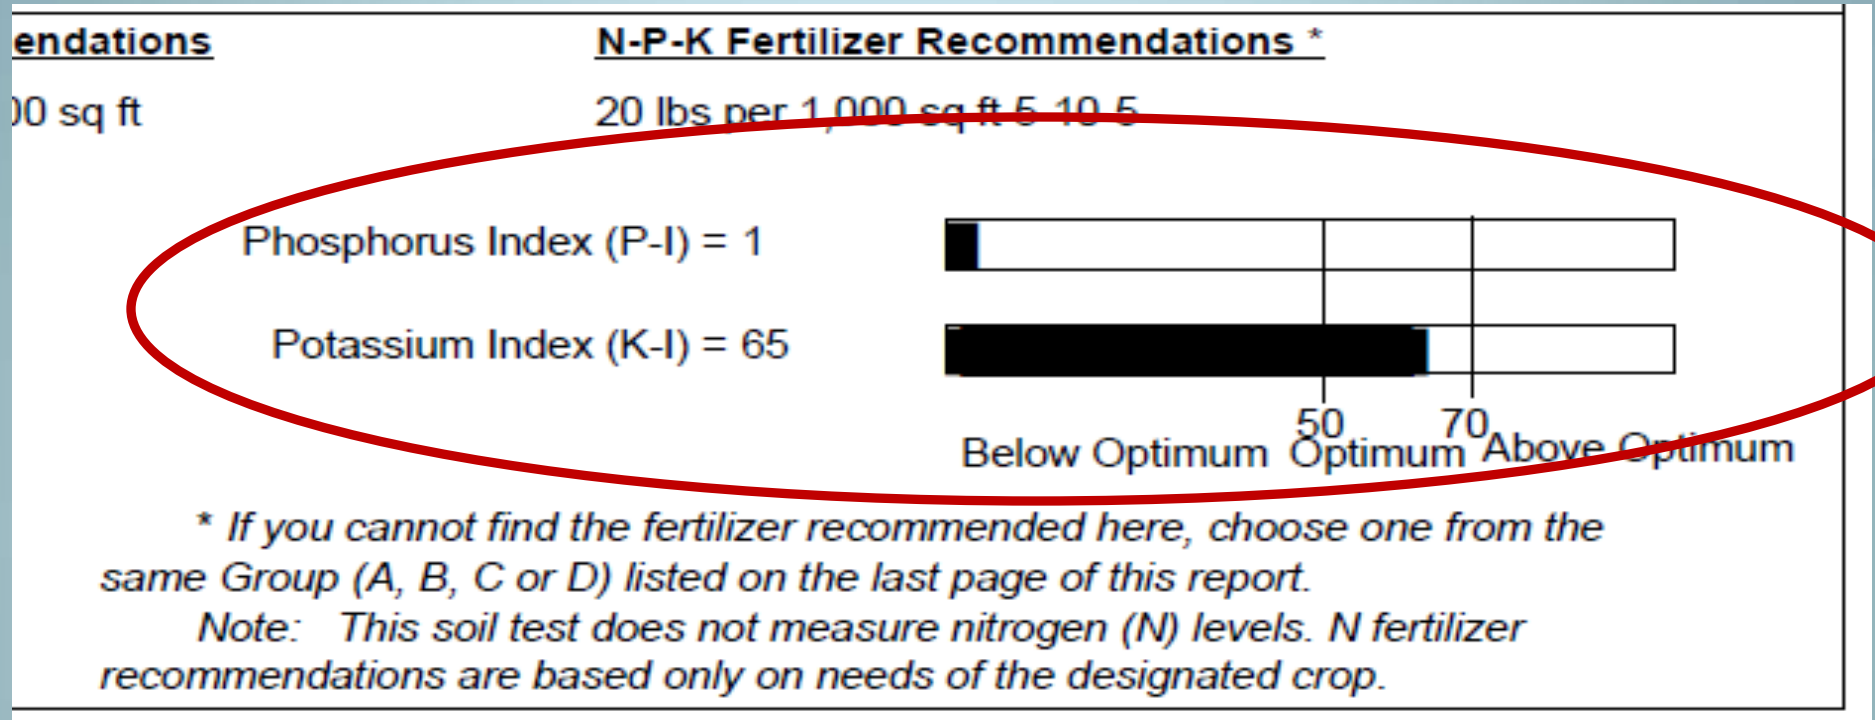 endations N-P-K Fertilizer Recommendations *
00 sq ft 20 lbs per 1,000 sq ft 5-10-5
Phosphorus Index (P-I) = 1
Potassium Index (K-I) = 65
50 70
Below Optimum Optimum Above Optimum
* If you cannot find the fertilizer recommended here, choose one from the
same Group (A, B, C or D) listed on the last page of this report.
Note: This soil test does not measure nitrogen (N) levels. N fertilizer
recommendations are based only on needs of the designated crop.